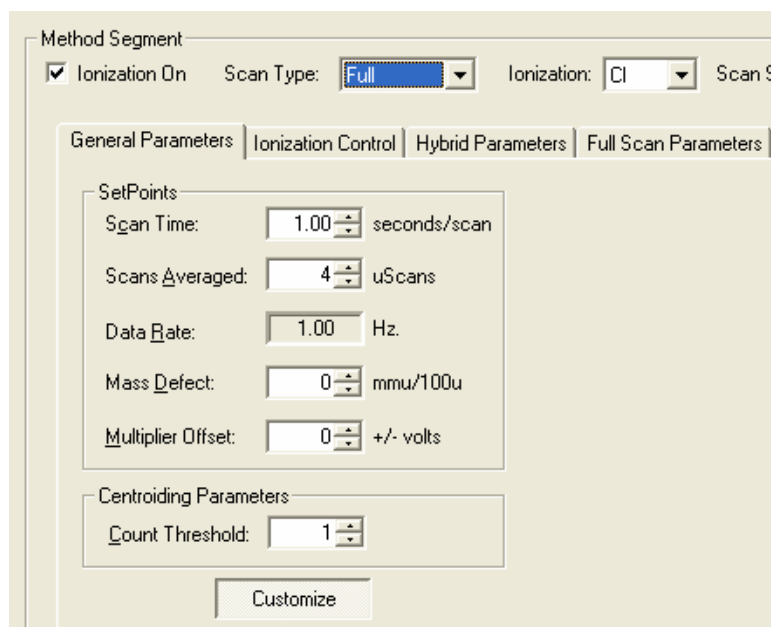 Method Segment
Ionization On Scan Type: Full Ionization: CI Scan
General Parameters Ionization Control Hybrid Parameters Full Scan Parameters
SetPoints
Scan Time: 1.00 seconds/scan
Scans Averaged: 4 uScans
Data Rate: 1.00 Hz.
Mass Defect: 0 mmu/100u
Multiplier Offset: 0 +/- volts
Centroiding Parameters
Count Threshold: 1
Customize